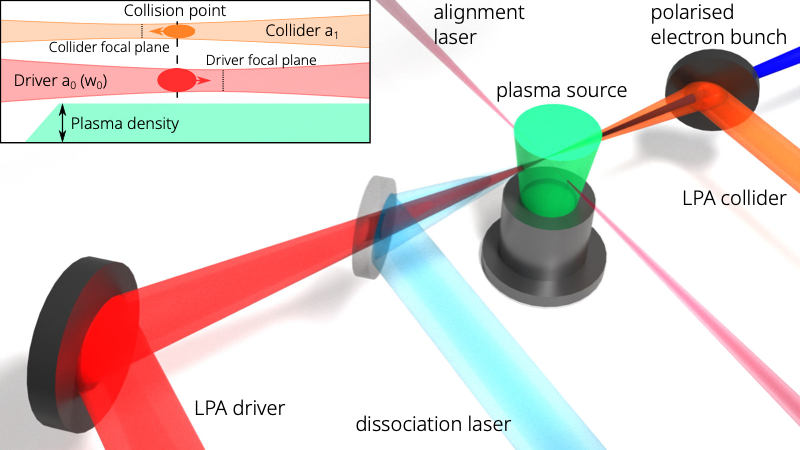 Collision point
Collider a₁
Collider focal plane
Driver focal plane
Driver a₀ (w₀)
Plasma density
alignment
laser
polarised
electron bunch
plasma source
LPA collider
LPA driver
dissociation laser